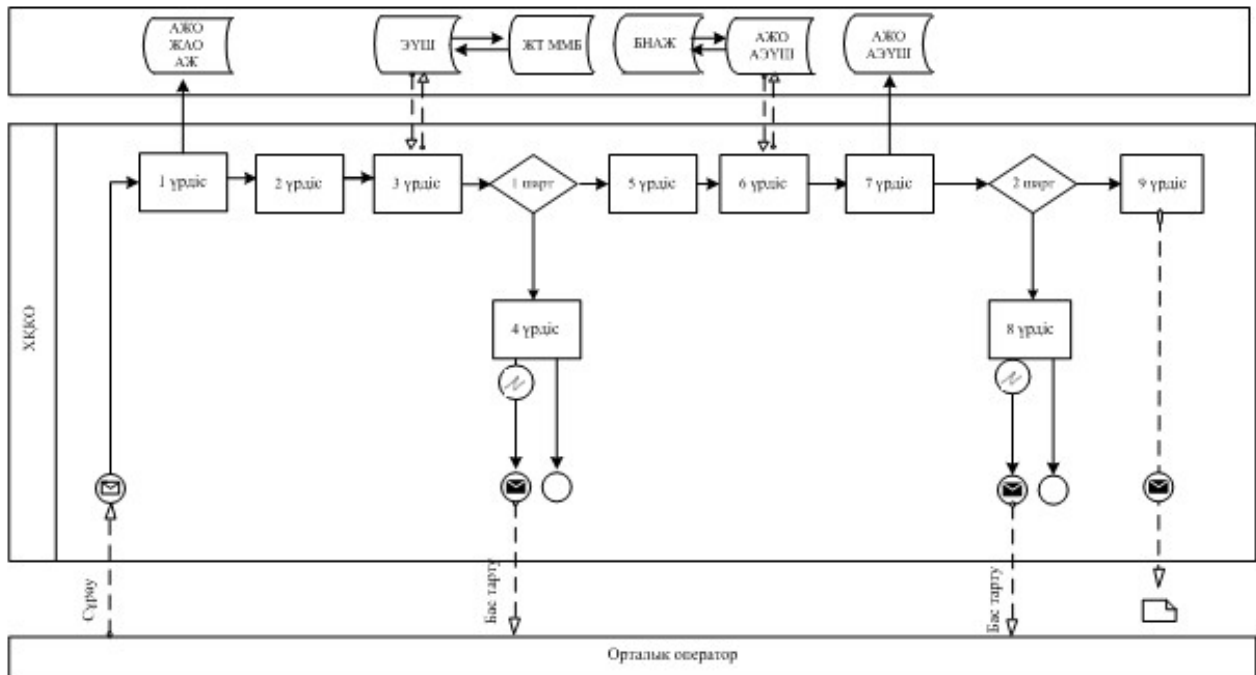 АЖО
ЖЛО
АЖ
ЭҮШ
ЖТ ММБ
БНАЖ
АЖО
АЭҮШ
АЖО
АЭҮШ
1 үрдіс
2 үрдіс
3 үрдіс
1 шарт
5 үрдіс
6 үрдіс
7 үрдіс
2 шарт
9 үрдіс
4 үрдіс
8 үрдіс
ХҚКО
Сұрау
Бас тарту
Бас тарту
Орталық оператор